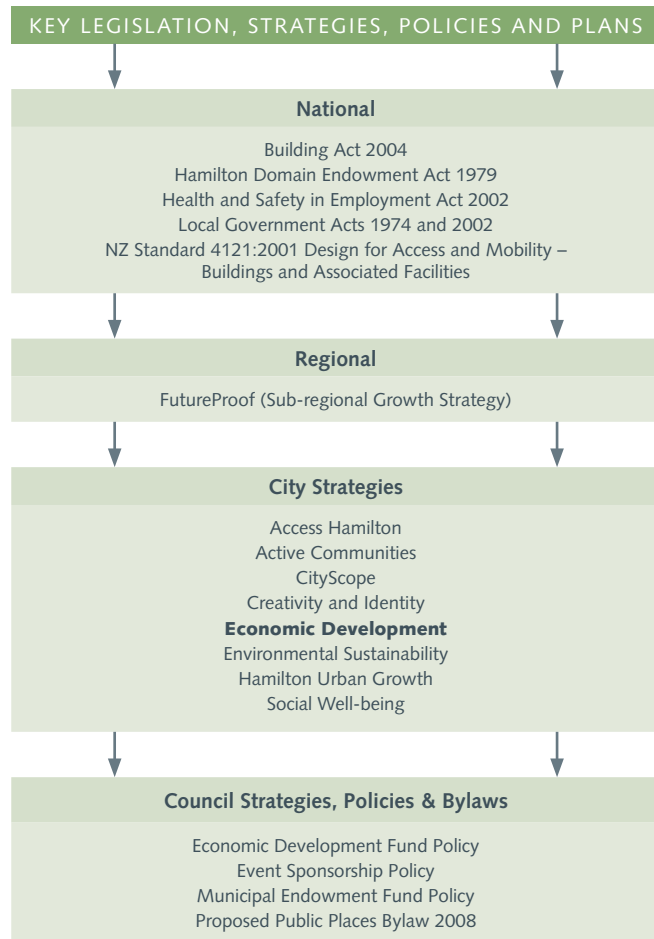 KEY LEGISLATION, STRATEGIES, POLICIES AND PLANS
National
Building Act 2004
Hamilton Domain Endowment Act 1979
Health and Safety in Employment Act 2002
Local Government Acts 1974 and 2002
NZ Standard 4121:2001 Design for Access and Mobility –
Buildings and Associated Facilities
Regional
FutureProof (Sub-regional Growth Strategy)
City Strategies
Access Hamilton
Active Communities
CityScope
Creativity and Identity
Economic Development
Environmental Sustainability
Hamilton Urban Growth
Social Well-being
Council Strategies, Policies & Bylaws
Economic Development Fund Policy
Event Sponsorship Policy
Municipal Endowment Fund Policy
Proposed Public Places Bylaw 2008